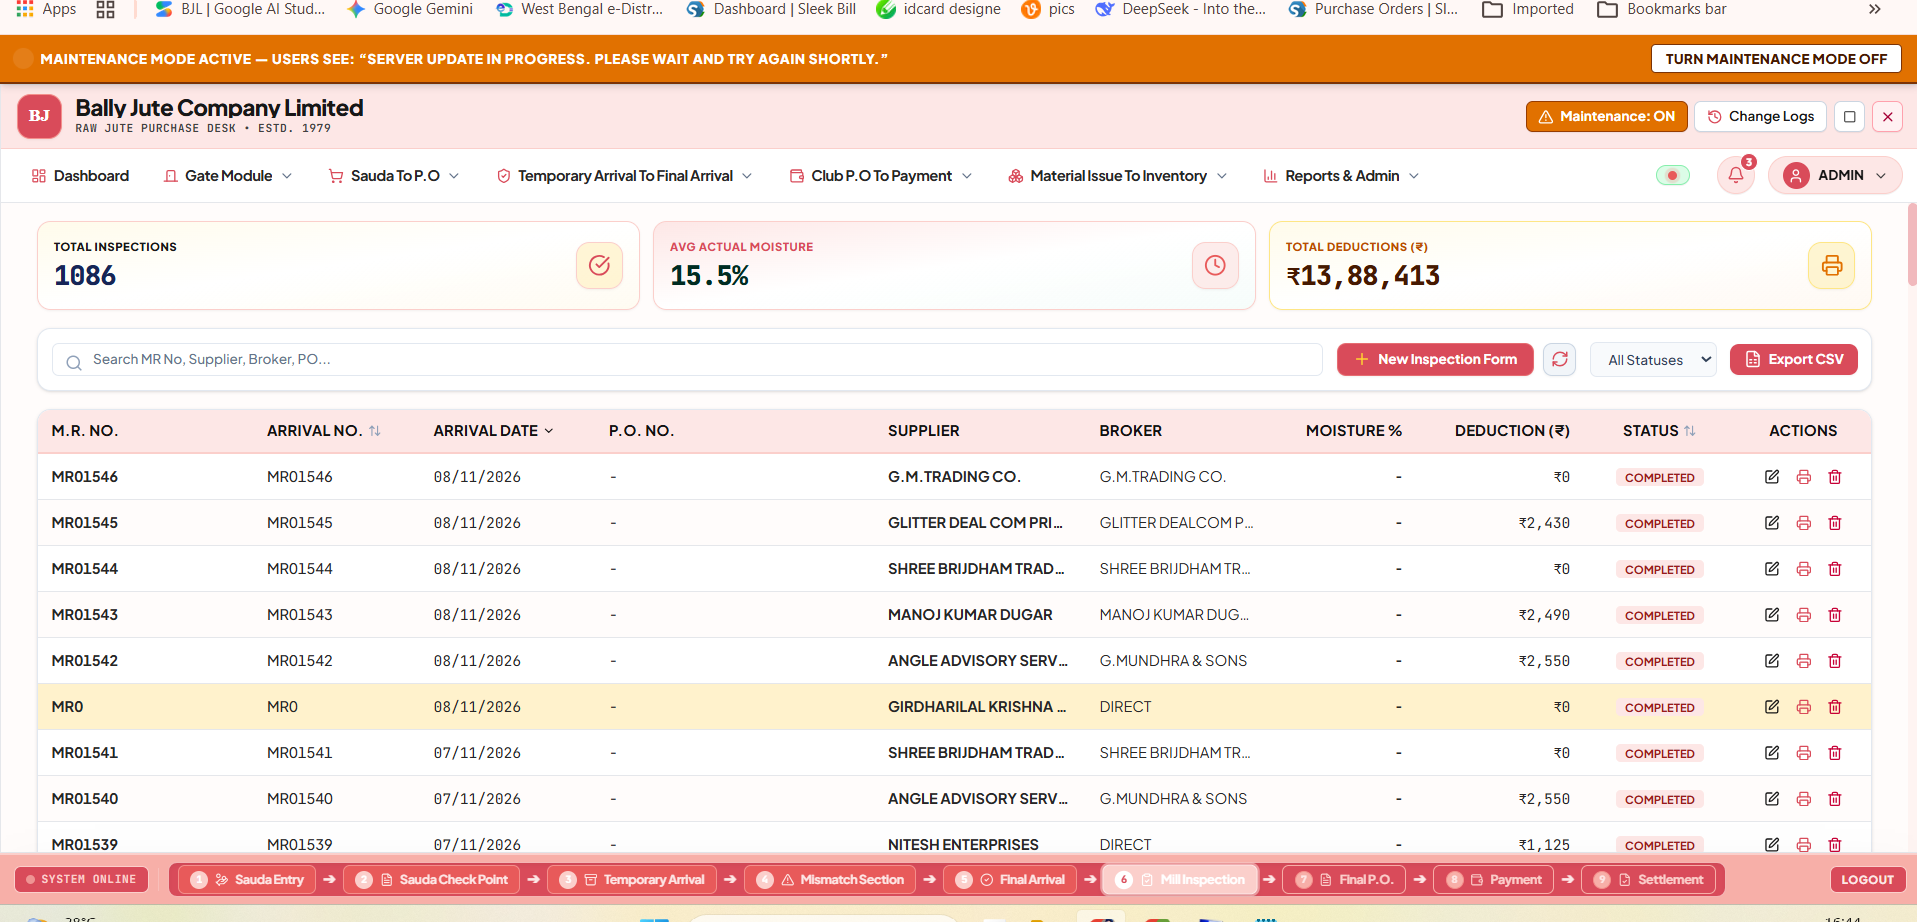 Apps BJL | Google AI Stud... Google Gemini West Bengal e-Distr... Dashboard | Sleek Bill idcard designe pics DeepSeek - Into the... Purchase Orders | Sl... Imported Bookmarks bar »
MAINTENANCE MODE ACTIVE — USERS SEE: “SERVER UPDATE IN PROGRESS. PLEASE WAIT AND TRY AGAIN SHORTLY.” TURN MAINTENANCE MODE OFF
BJ Bally Jute Company Limited
RAW JUTE PURCHASE DESK • ESTD. 1979
Maintenance: ON Change Logs
Dashboard Gate Module Sauda To P.O Temporary Arrival To Final Arrival Club P.O To Payment Material Issue To Inventory Reports & Admin 3 ADMIN
TOTAL INSPECTIONS
1086
AVG ACTUAL MOISTURE
15.5%
TOTAL DEDUCTIONS (₹)
₹13,88,413
Search MR No, Supplier, Broker, PO... + New Inspection Form All Statuses Export CSV
M.R. NO. ARRIVAL NO. ARRIVAL DATE P.O. NO. SUPPLIER BROKER MOISTURE % DEDUCTION (₹) STATUS ACTIONS
MR01546 MR01546 08/11/2026 - G.M.TRADING CO. G.M.TRADING CO. - ₹0 COMPLETED
MR01545 MR01545 08/11/2026 - GLITTER DEAL COM PRI... GLITTER DEALCOM P... - ₹2,430 COMPLETED
MR01544 MR01544 08/11/2026 - SHREE BRIJDHAM TRAD... SHREE BRIJDHAM TR... - ₹0 COMPLETED
MR01543 MR01543 08/11/2026 - MANOJ KUMAR DUGAR MANOJ KUMAR DUG... - ₹2,490 COMPLETED
MR01542 MR01542 08/11/2026 - ANGLE ADVISORY SERV... G.MUNDHRA & SONS - ₹2,550 COMPLETED
MR0 MR0 08/11/2026 - GIRDHARILAL KRISHNA ... DIRECT - ₹0 COMPLETED
MR01541 MR01541 07/11/2026 - SHREE BRIJDHAM TRAD... SHREE BRIJDHAM TR... - ₹0 COMPLETED
MR01540 MR01540 07/11/2026 - ANGLE ADVISORY SERV... G.MUNDHRA & SONS - ₹2,550 COMPLETED
MR01539 MR01539 07/11/2026 - NITESH ENTERPRISES DIRECT - ₹1,125 COMPLETED
SYSTEM ONLINE 1 Sauda Entry 2 Sauda Check Point 3 Temporary Arrival 4 Mismatch Section 5 Final Arrival 6 Mill Inspection 7 Final P.O. 8 Payment 9 Settlement LOGOUT